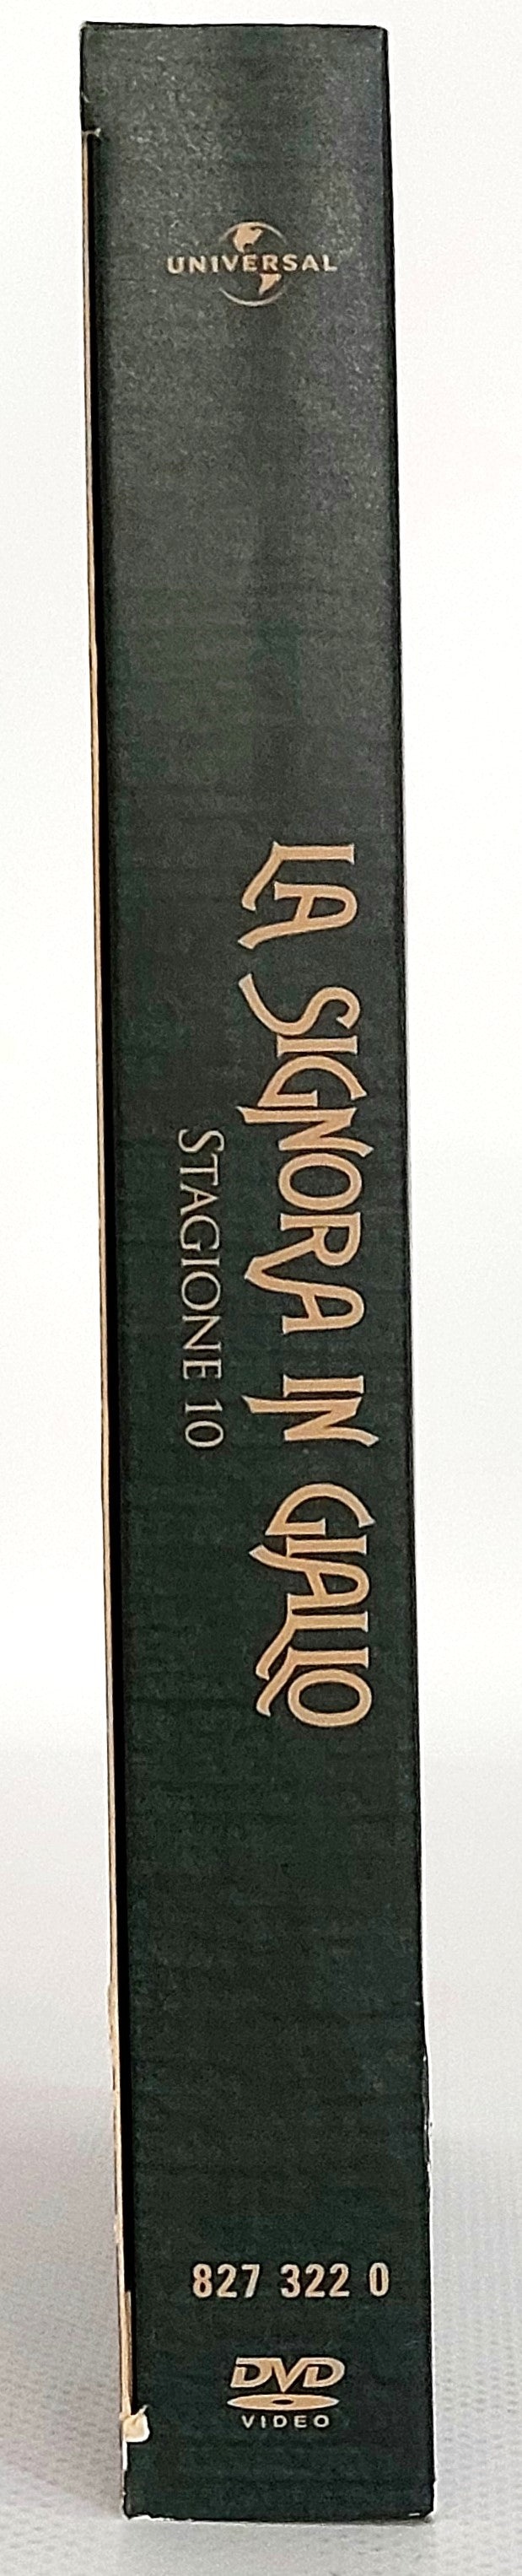 UNIVERSAL
LA SIGNORA IN GIALLO
STAGIONE 10
827 322 0
DVD
VIDEO